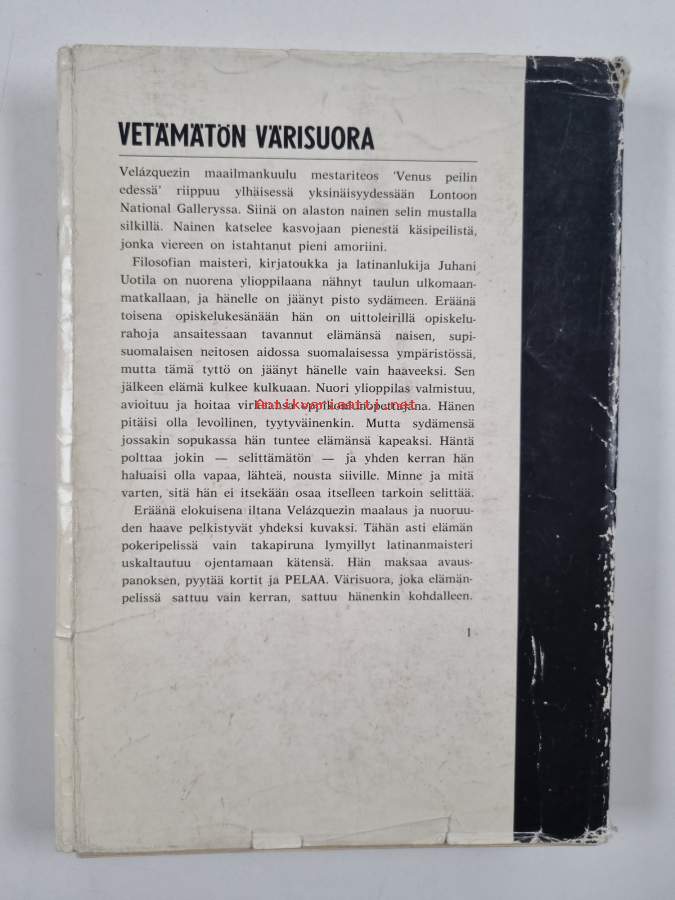 VETÄMÄTÖN VÄRISUORA
Velázquezin maailmankuulu mestariteos 'Venus peilin
edessä' riippuu ylhäisessä yksinäisyydessään Lontoon
National Galleryssa. Siinä on alaston nainen selin mustalla
silkillä. Nainen katselee kasvojaan pienestä käsipeilistä,
jonka viereen on istahtanut pieni amoriini.
Filosofian maisteri, kirjatoukka ja latinanlukija Juhani
Uotila on nuorena ylioppilaana nähnyt taulun ulkomaan-
matkallaan, ja hänelle on jäänyt pisto sydämeen. Eräänä
toisena opiskelukesänään hän on uittoleirillä opiskelu-
rahoja ansaitessaan tavannut elämänsä naisen, supi-
suomalaisen neitosen aidossa suomalaisessa ympäristössä,
mutta tämä tyttö on jäänyt hänelle vain haaveeksi. Sen
jälkeen elämä kulkee kulkuaan. Nuori ylioppilas valmistuu,
avioituu ja hoitaa virkaansa oppikoulunopettajana. Hänen
Antikvariaatti.net
pitäisi olla levoilinen, tyytyväinenkin. Mutta sydämensä
jossakin sopukassa hän tuntee elämänsä kapeaksi. Häntä
polttaa jokin — selittämätön — ja yhden kerran hän
haluaisi olla vapaa, lähteä, nousta siiville. Minne ja mitä
varten, sitä hän ei itsekään osaa itselleen tarkoin selittää.
Eräänä elokuisena iltana Velázquezin maalaus ja nuoruu-
den haave pelkistyvät yhdeksi kuvaksi. Tähän asti elämän
pokeripelissä vain takapiruna lymyillyt latinanmaisteri
uskaltautuu ojentamaan kätensä. Hän maksaa avaus-
panoksen, pyytää kortit ja PELAA. Värisuora, joka elämän-
pelissä sattuu vain kerran, sattuu hänenkin kohdalleen.
1